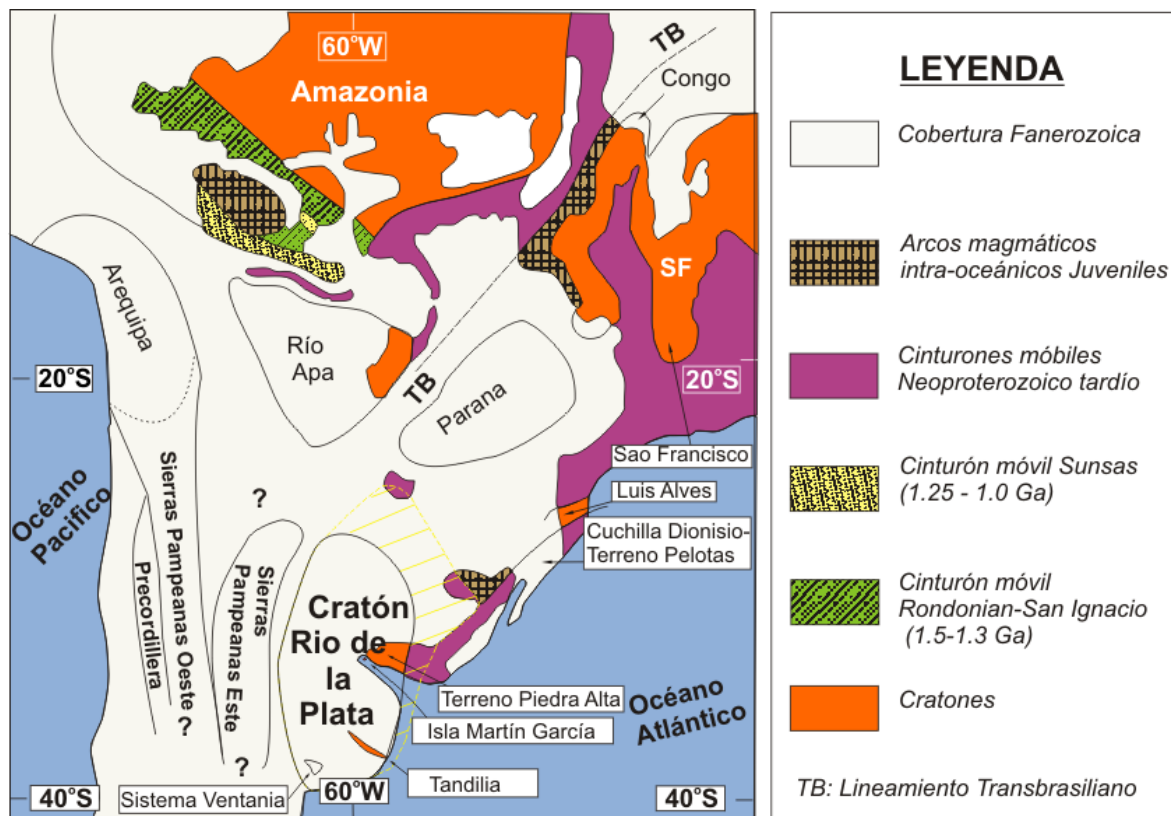 60°W
TB
Congo
Amazonia
SF
Arequipa
Río
Apa
20°S
TB
20°S
Parana
Sao Francisco
Luis Alves
Océano
Pacifico
Cuchilla Dionisio-
Terreno Pelotas
?
Sierras Pampeanas Oeste
?
Precordillera
Sierras
Pampeanas Este
?
Cratón
Rio de
la
Plata
Terreno Piedra Alta
Océano
Atlántico
Isla Martín García
Tandilia
Sistema Ventania
40°S
60°W
40°S
LEYENDA
Cobertura Fanerozoica
Arcos magmáticos
intra-oceánicos Juveniles
Cinturones móbiles
Neoproterozoico tardío
Cinturón móvil Sunsas
(1.25 - 1.0 Ga)
Cinturón móvil
Rondonian-San Ignacio
(1.5-1.3 Ga)
Cratones
TB: Lineamiento Transbrasiliano